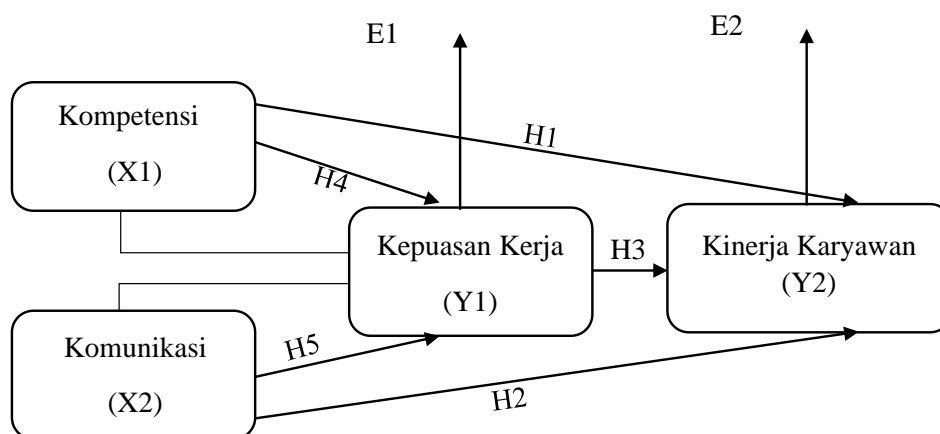 E1
E2
Kompetensi
(X1)
H1
H4
Kepuasan Kerja
(Y1)
H3
Kinerja Karyawan
(Y2)
Komunikasi
(X2)
H5
H2